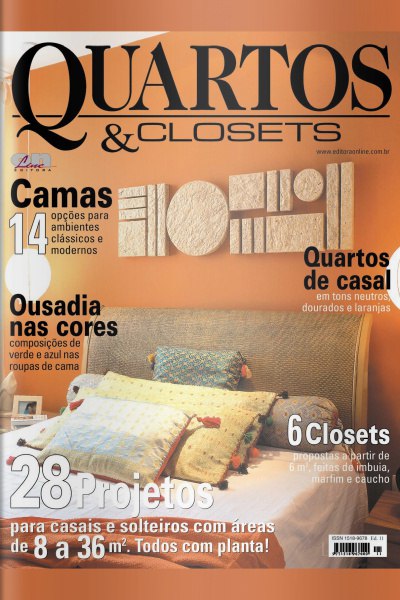 QUARTOS
& CLOSETS
www.editoraonline.com.br
On Line
EDITORA
Camas
14 opções para
ambientes
clássicos e
modernos
Quartos
de casal
em tons neutros,
dourados e laranjas
Ousadia
nas cores
composições de
verde e azul nas
roupas de cama
6 Closets
propostas a partir de
6 m², feitas de imbuia,
marfim e caucho
28 Projetos
para casais e solteiros com áreas
de 8 a 36 m². Todos com planta!
ISSN 1518-9678 Ed. 11